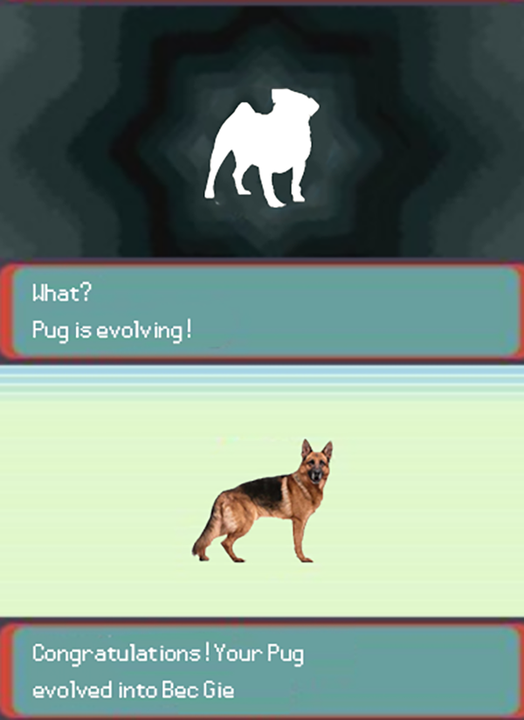 What?
Pug is evolving!
Congratulations! Your Pug
evolved into Bec Gie